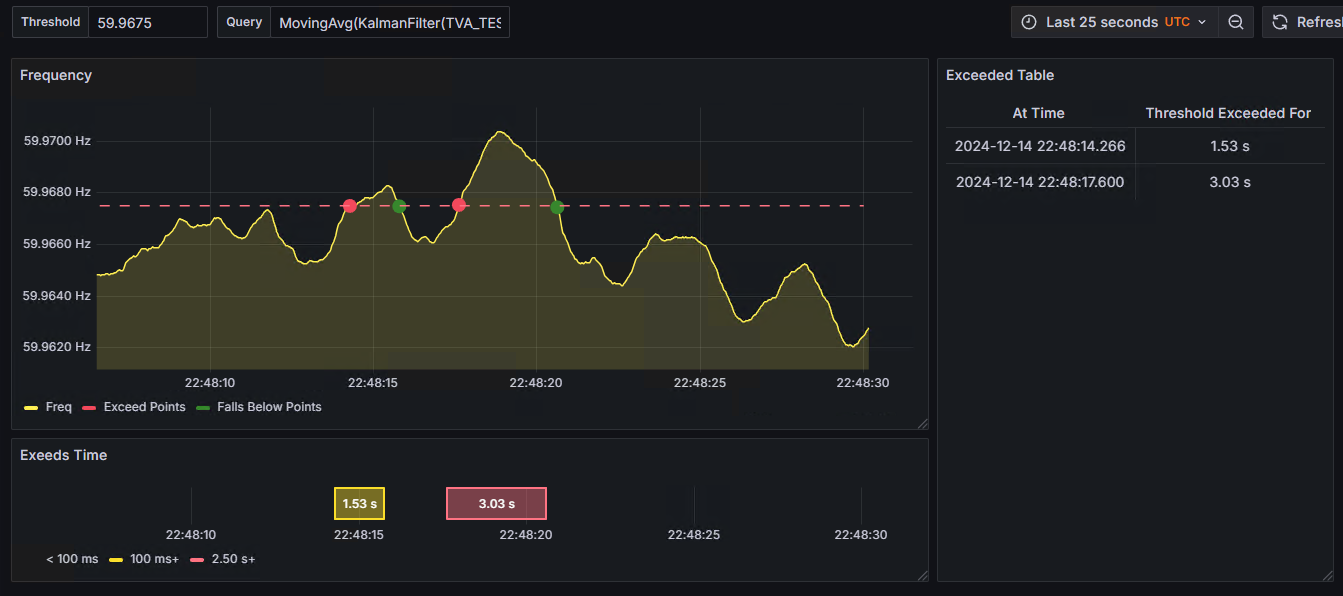 Threshold 59.9675 Query MovingAvg(KalmanFilter(TVA_TES Last 25 seconds UTC Refres
Frequency
59.9700 Hz
59.9680 Hz
59.9660 Hz
59.9640 Hz
59.9620 Hz
22:48:10 22:48:15 22:48:20 22:48:25 22:48:30
Freq Exceed Points Falls Below Points
Exceeded Table
At Time Threshold Exceeded For
2024-12-14 22:48:14.266 1.53 s
2024-12-14 22:48:17.600 3.03 s
Exeeds Time
1.53 s 3.03 s
22:48:10 22:48:15 22:48:20 22:48:25 22:48:30
< 100 ms 100 ms+ 2.50 s+